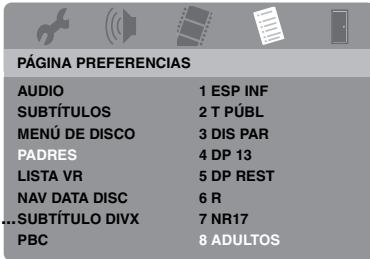 PÁGINA PREFERENCIAS
AUDIO 1 ESP INF
SUBTÍTULOS 2 T PÚBL
MENÚ DE DISCO 3 DIS PAR
PADRES 4 DP 13
LISTA VR 5 DP REST
NAV DATA DISC 6 R
...SUBTÍTULO DIVX 7 NR17
PBC 8 ADULTOS